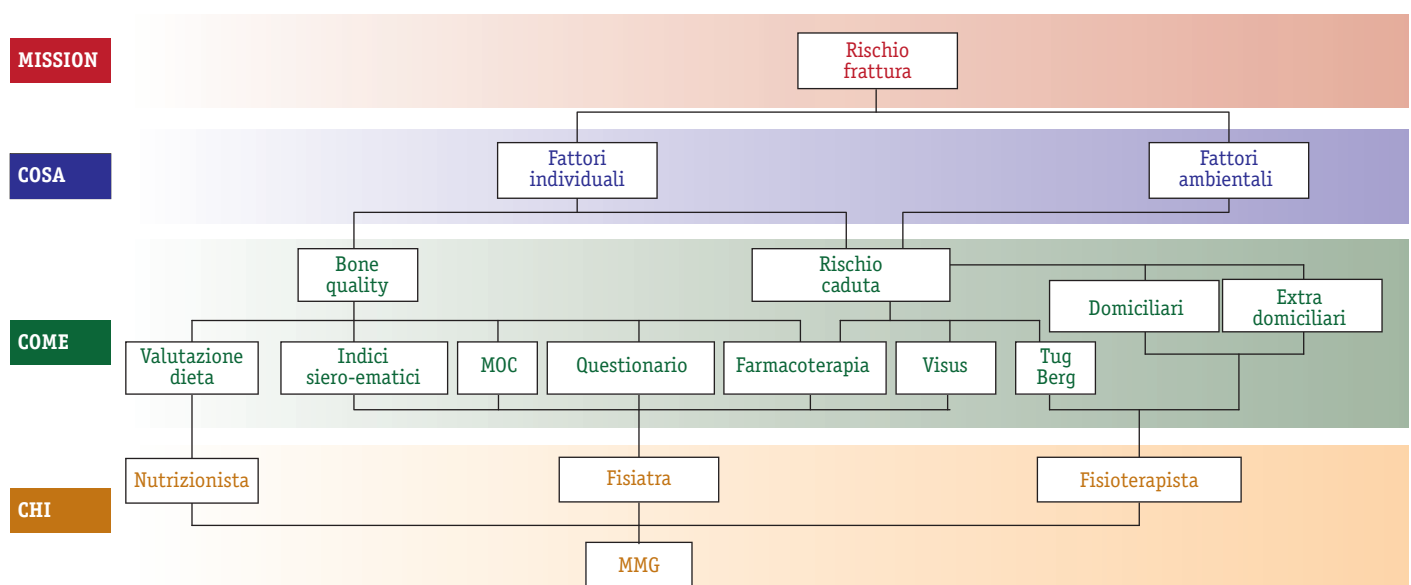 MISSION
Rischio
frattura
COSA
Fattori
individuali
Fattori
ambientali
COME
Bone
quality
Rischio
caduta
Domiciliari
Extra
domiciliari
Valutazione
dieta
Indici
siero-ematici
MOC
Questionario
Farmacoterapia
Visus
Tug
Berg
CHI
Nutrizionista
Fisiatra
Fisioterapista
MMG